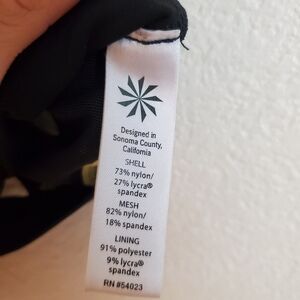 Designed in
Sonoma County,
California
SHELL
73% nylon/
27% lycra®
spandex
MESH
82% nylon/
18% spandex
LINING
91% polyester
9% lycra®
spandex
RN #54023